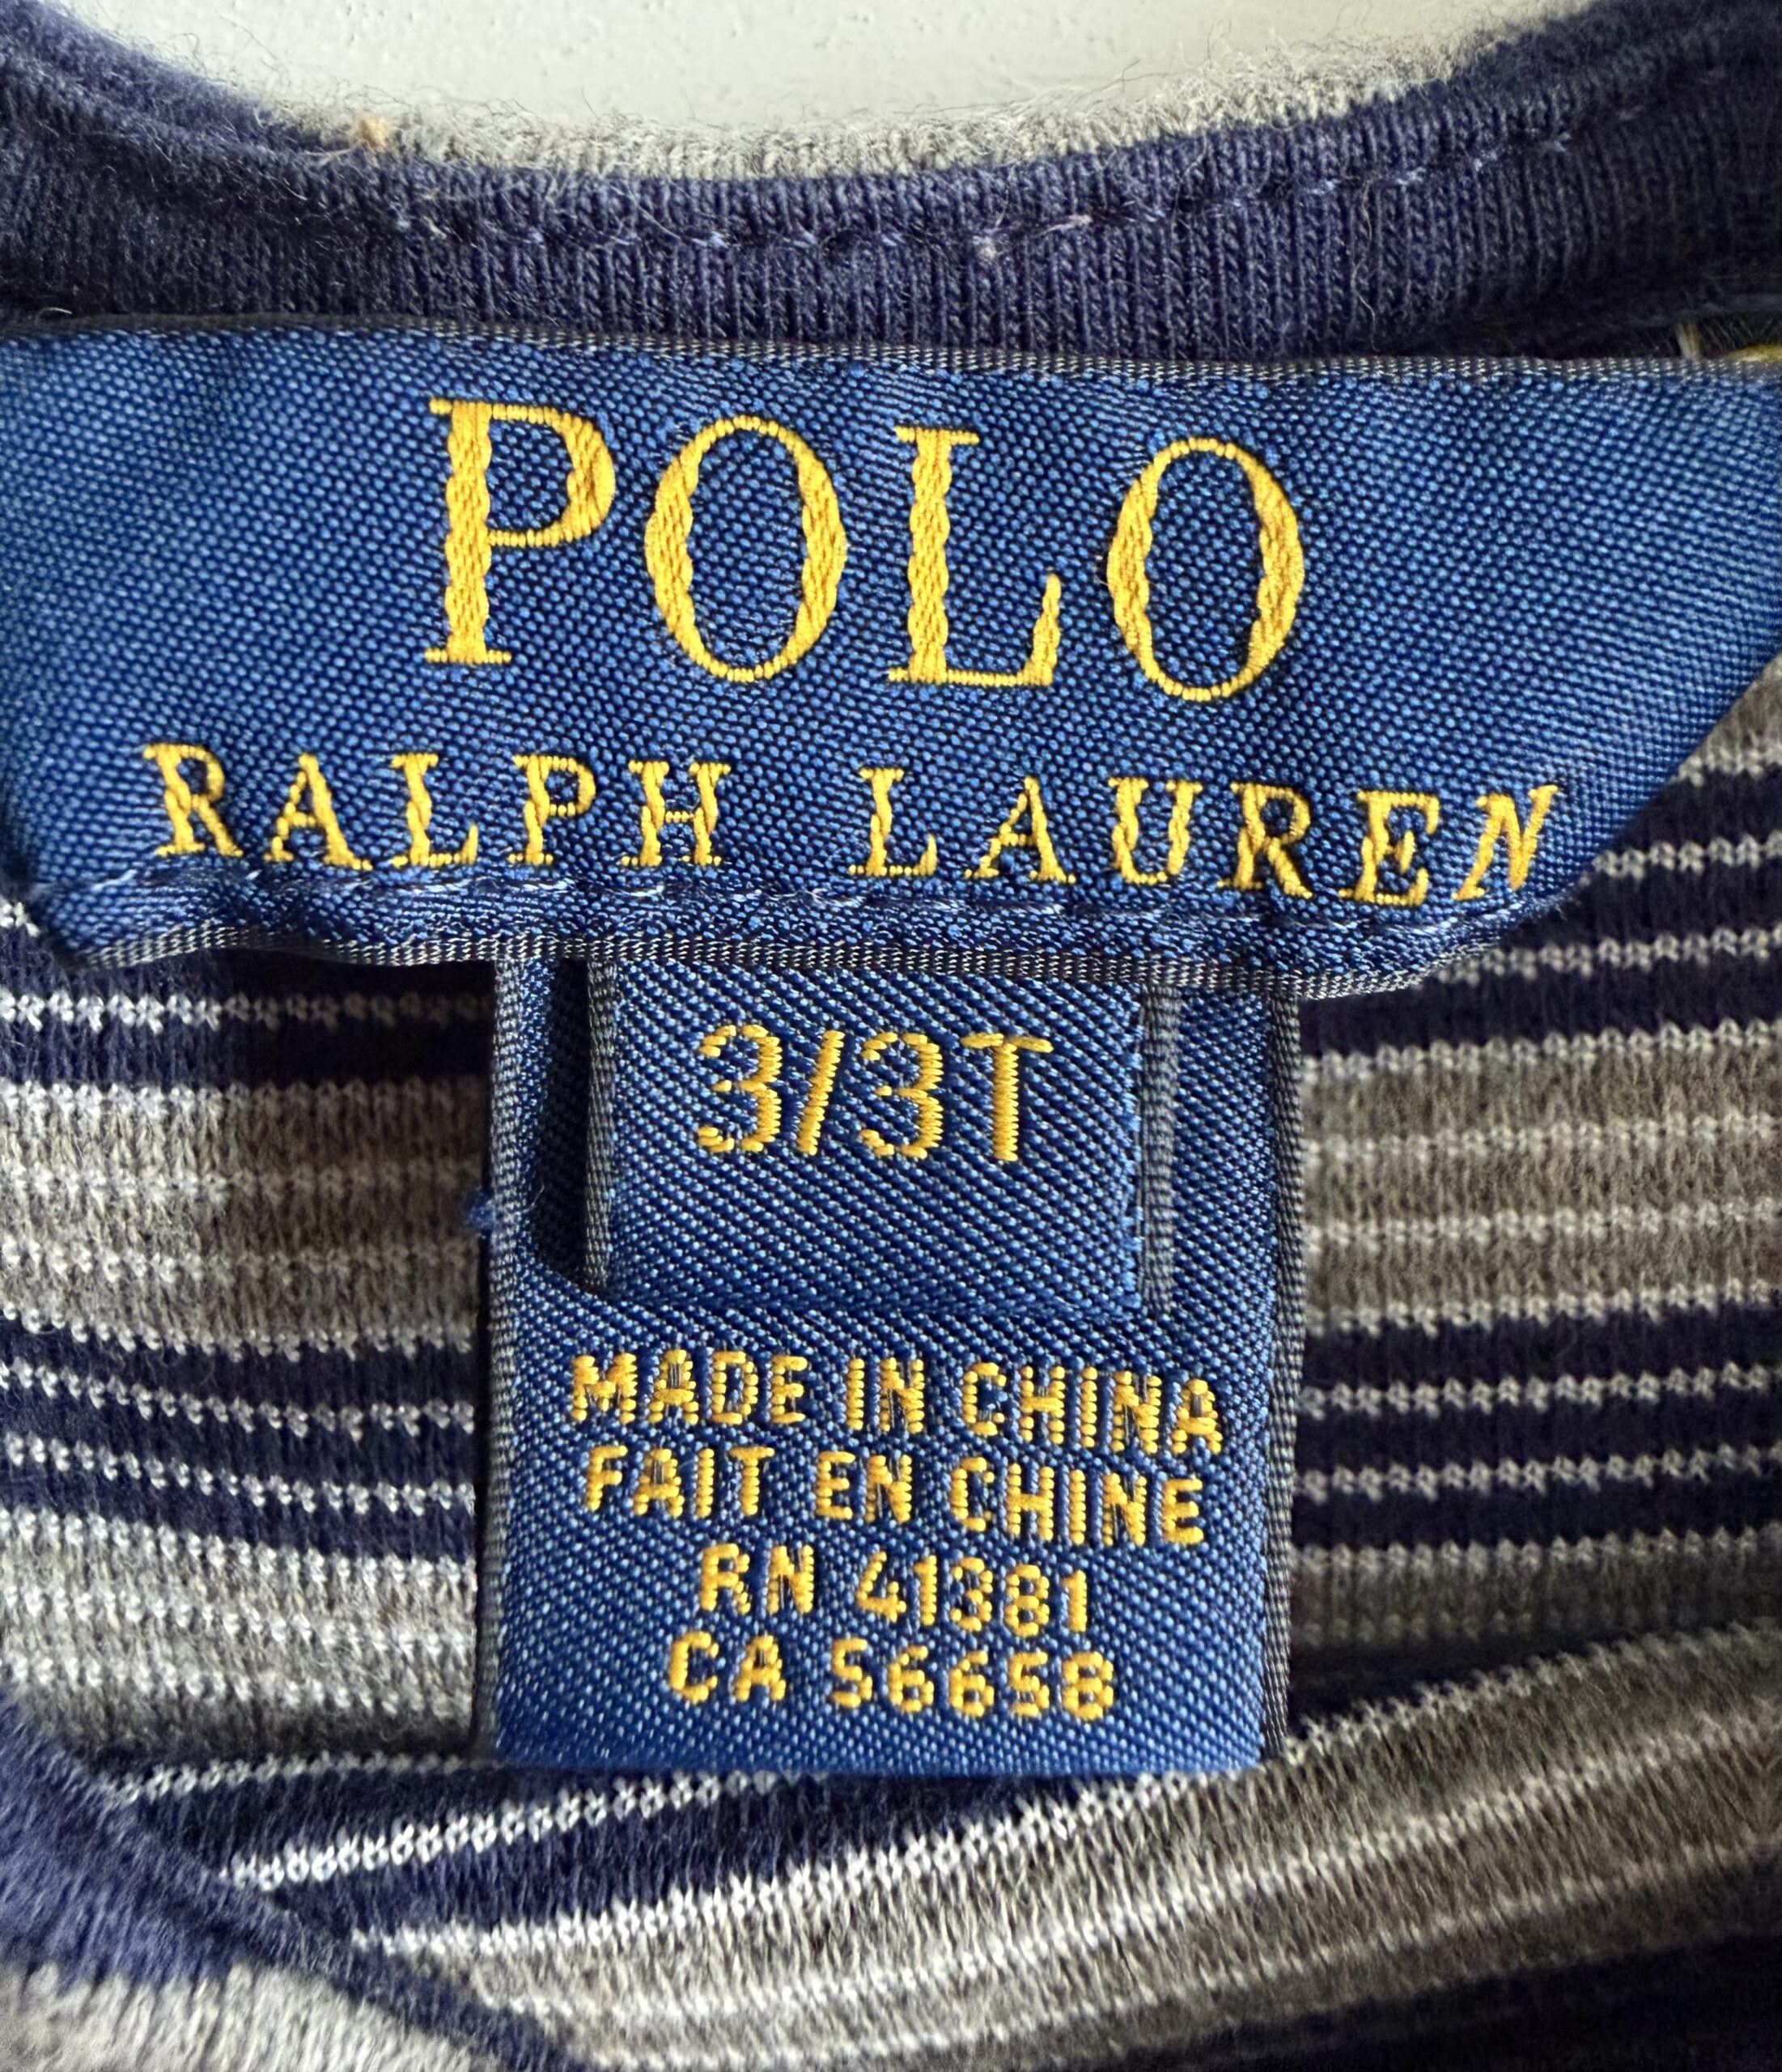 POLO
RALPH LAUREN
3/3T
MADE IN CHINA
FAIT EN CHINE
RN 41381
CA 56658